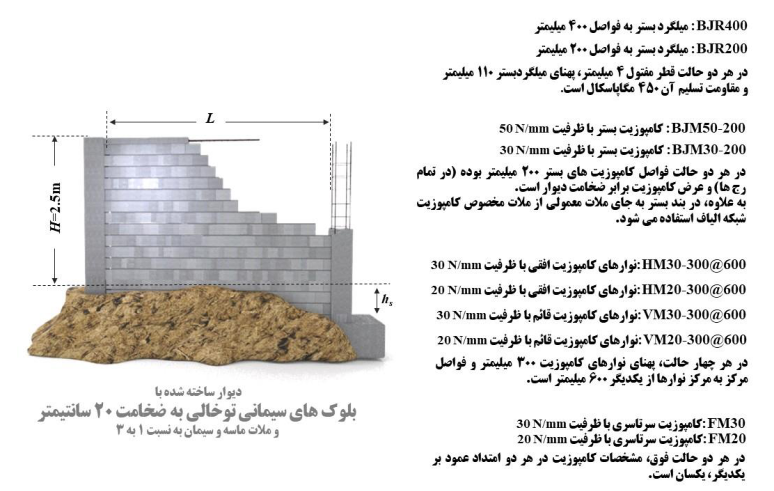 BJR400: میلگرد بستر به فواصل ۴۰۰ میلیمتر
BJR200: میلگرد بستر به فواصل ۲۰۰ میلیمتر
در هر دو حالت قطر مفتول ۴ میلیمتر، پهنای میلگردبستر ۱۱۰ میلیمتر
و مقاومت تسلیم آن ۴۵۰ مگاپاسکال است.
BJM50-200: کامپوزیت بستر با ظرفیت 50 N/mm
BJM30-200: کامپوزیت بستر با ظرفیت 30 N/mm
در هر دو حالت فواصل کامپوزیت های بستر ۲۰۰ میلیمتر بوده (در تمام
رج ها) و عرض کامپوزیت برابر ضخامت دیوار است.
به علاوه، در بند بستر به جای ملات معمولی از ملات مخصوص کامپوزیت
شبکه الیاف استفاده می شود.
HM30-300@600: نوارهای کامپوزیت افقی با ظرفیت 30 N/mm
HM20-300@600: نوارهای کامپوزیت افقی با ظرفیت 20 N/mm
VM30-300@600: نوارهای کامپوزیت قائم با ظرفیت 30 N/mm
VM20-300@600: نوارهای کامپوزیت قائم با ظرفیت 20 N/mm
در هر چهار حالت، پهنای نوارهای کامپوزیت ۳۰۰ میلیمتر و فواصل
مرکز به مرکز نوارها از یکدیگر ۶۰۰ میلیمتر است.
FM30: کامپوزیت سرتاسری با ظرفیت 30 N/mm
FM20: کامپوزیت سرتاسری با ظرفیت 20 N/mm
در هر دو حالت فوق، مشخصات کامپوزیت در هر دو امتداد عمود بر
یکدیگر، یکسان است.
L
H=2.5m
hs
دیوار ساخته شده با
بلوک های سیمانی توخالی به ضخامت ۲۰ سانتیمتر
و ملات ماسه و سیمان به نسبت ۱ به ۳